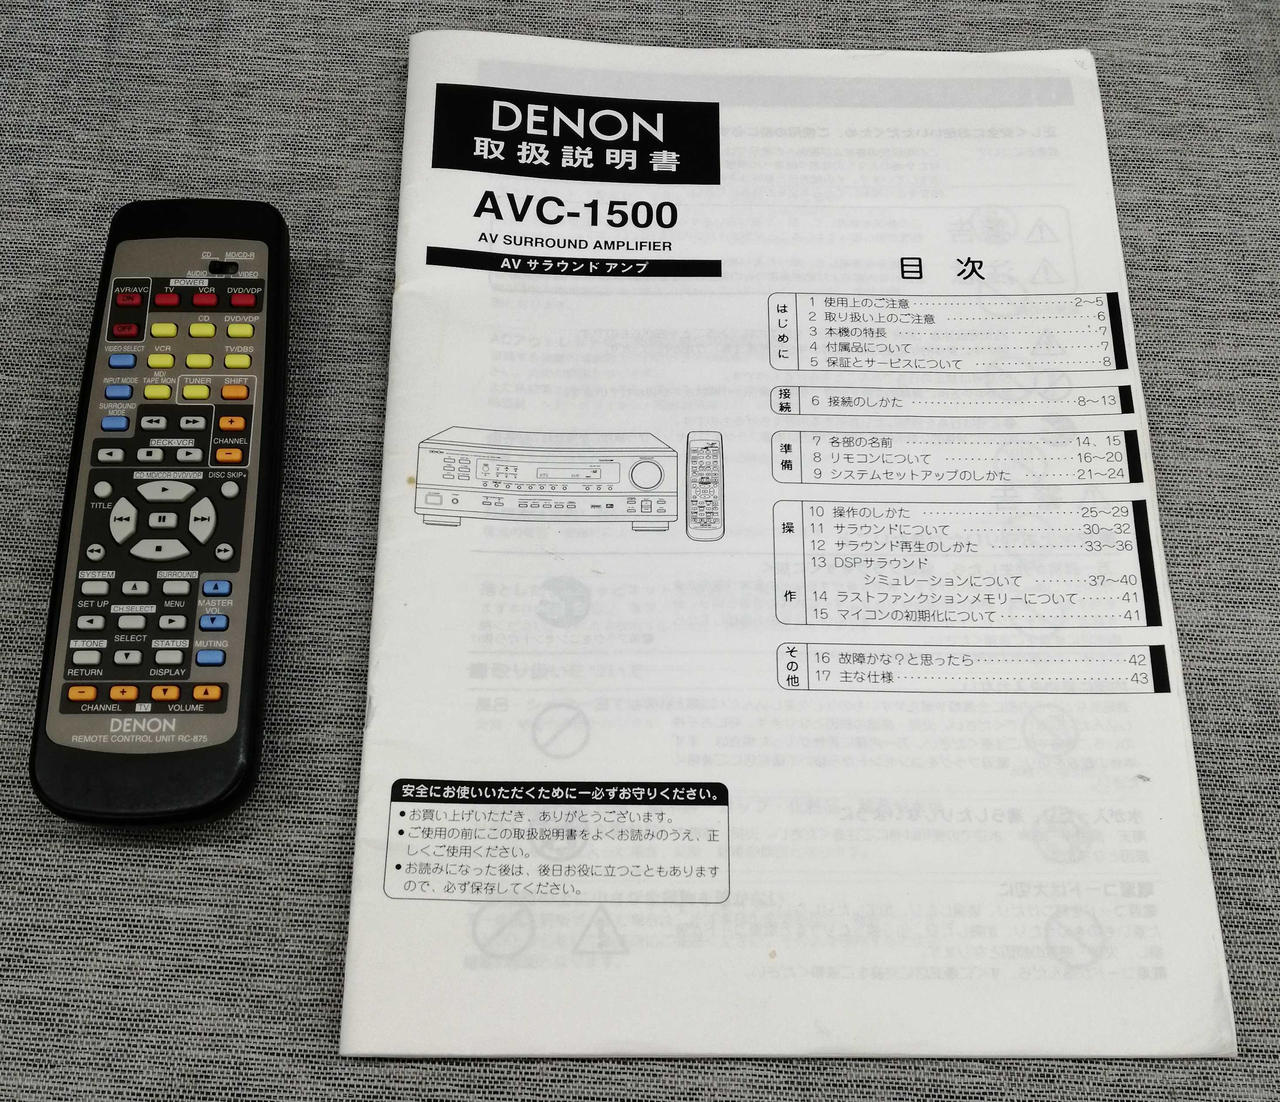 CD MD/CD-R
AUDIO VIDEO
POWER
AVR/AVC TV VCR DVD/VDP
ON
OFF CD DVD/VDP
VIDEO SELECT VCR TV/DBS
INPUT MODE MD/TAPE MON TUNER SHIFT
SURROUND MODE
DECK·VCR CHANNEL
CD·MD/CDR·DVD/VDP DISC SKIP+
TITLE
SYSTEM SURROUND
SET UP CH.SELECT MENU MASTER VOL
SELECT
T.TONE STATUS MUTING
RETURN DISPLAY
CHANNEL TV VOLUME
DENON
REMOTE CONTROL UNIT RC-875
DENON
取扱説明書
AVC-1500
AV SURROUND AMPLIFIER
AV サラウンド アンプ
目 次
はじめに
1 使用上のご注意 2〜5
2 取り扱い上のご注意 6
3 本機の特長 7
4 付属品について 7
5 保証とサービスについて 8
接続
6 接続のしかた 8〜13
準備
7 各部の名前 14、15
8 リモコンについて 16〜20
9 システムセットアップのしかた 21〜24
操作
10 操作のしかた 25〜29
11 サラウンドについて 30〜32
12 サラウンド再生のしかた 33〜36
13 DSPサラウンド
シミュレーションについて 37〜40
14 ラストファンクションメモリーについて 41
15 マイコンの初期化について 41
その他
16 故障かな？と思ったら 42
17 主な仕様 43
安全にお使いいただくために―必ずお守りください。
●お買い上げいただき、ありがとうございます。
●ご使用の前にこの取扱説明書をよくお読みのうえ、正
しくご使用ください。
●お読みになった後は、後日お役に立つこともあります
ので、必ず保存してください。